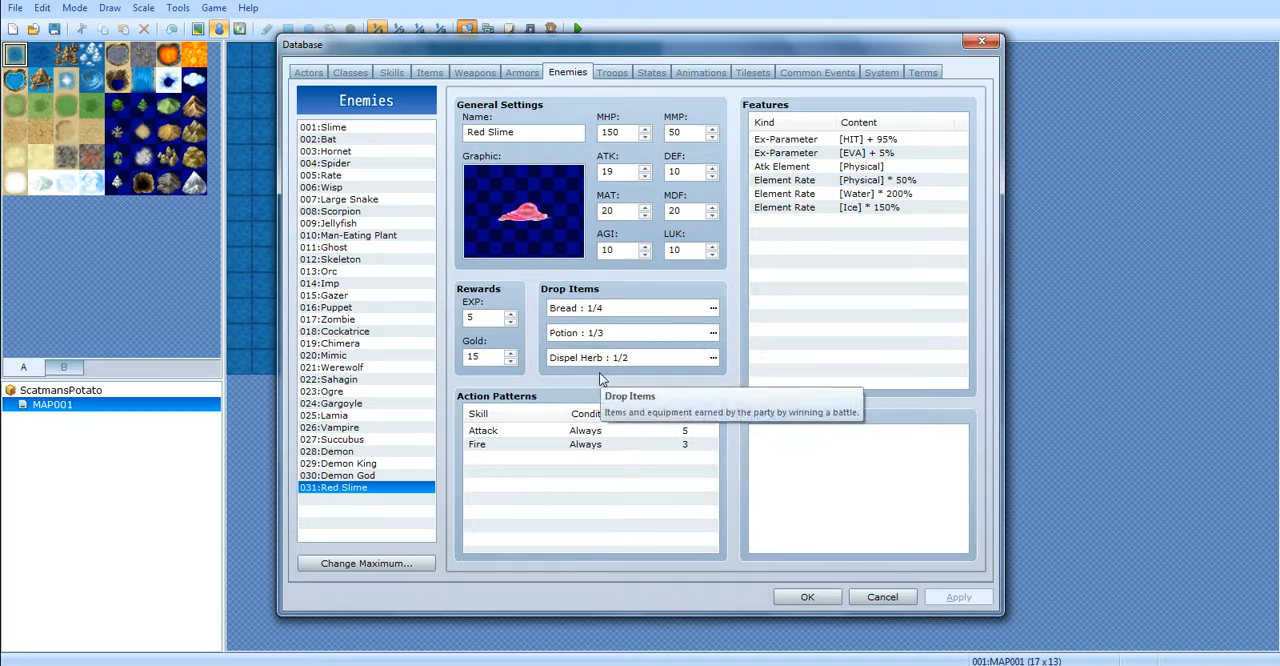 File Edit Mode Draw Scale Tools Game Help
Database
Actors Classes Skills Items Weapons Armors Enemies Troops States Animations Tilesets Common Events System Terms
Enemies
001:Slime
002:Bat
003:Hornet
004:Spider
005:Rate
006:Wisp
007:Large Snake
008:Scorpion
009:Jellyfish
010:Man-Eating Plant
011:Ghost
012:Skeleton
013:Orc
014:Imp
015:Gazer
016:Puppet
017:Zombie
018:Cockatrice
019:Chimera
020:Mimic
021:Werewolf
022:Sahagin
023:Ogre
024:Gargoyle
025:Lamia
026:Vampire
027:Succubus
028:Demon
029:Demon King
030:Demon God
031:Red Slime
Change Maximum...
General Settings
Name:
Red Slime
Graphic:
MHP: MMP:
150 50
ATK: DEF:
19 10
MAT: MDF:
20 20
AGI: LUK:
10 10
Rewards
EXP:
5
Gold:
15
Drop Items
Bread : 1/4
Potion : 1/3
Dispel Herb : 1/2
Drop Items
Items and equipment earned by the party by winning a battle.
Action Patterns
Skill Condit
Attack Always 5
Fire Always 3
Features
Kind Content
Ex-Parameter [HIT] + 95%
Ex-Parameter [EVA] + 5%
Atk Element [Physical]
Element Rate [Physical] * 50%
Element Rate [Water] * 200%
Element Rate [Ice] * 150%
OK Cancel Apply
A B
ScatmansPotato
MAP001
001:MAP001 (17 x 13)